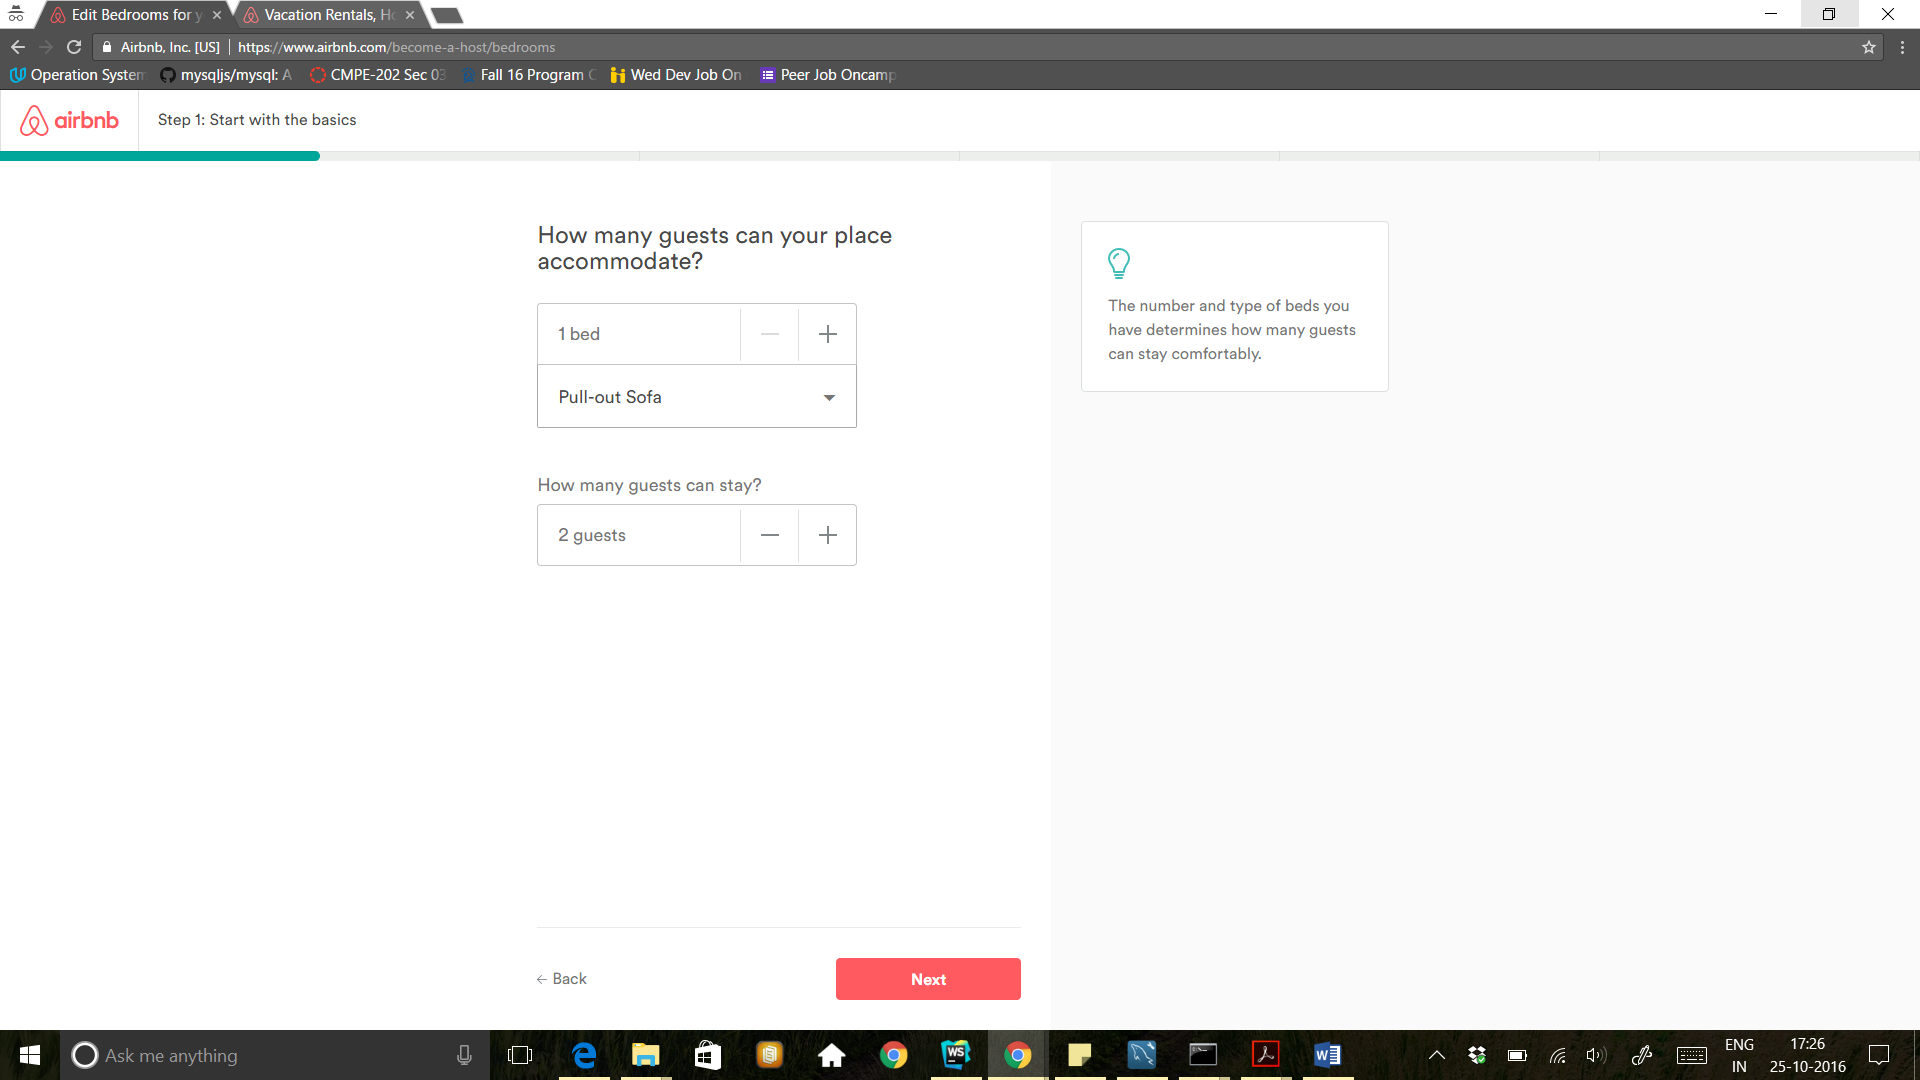 Edit Bedrooms for y
Vacation Rentals, Ho
Airbnb, Inc. [US]
https://www.airbnb.com/become-a-host/bedrooms
Operation System
mysqljs/mysql: A
CMPE-202 Sec 03
Fall 16 Program C
Wed Dev Job On
Peer Job Oncamp
airbnb
Step 1: Start with the basics
How many guests can your place
accommodate?
1 bed
Pull-out Sofa
How many guests can stay?
2 guests
The number and type of beds you
have determines how many guests
can stay comfortably.
← Back
Next
Ask me anything
WS
ENG
IN
17:26
25-10-2016